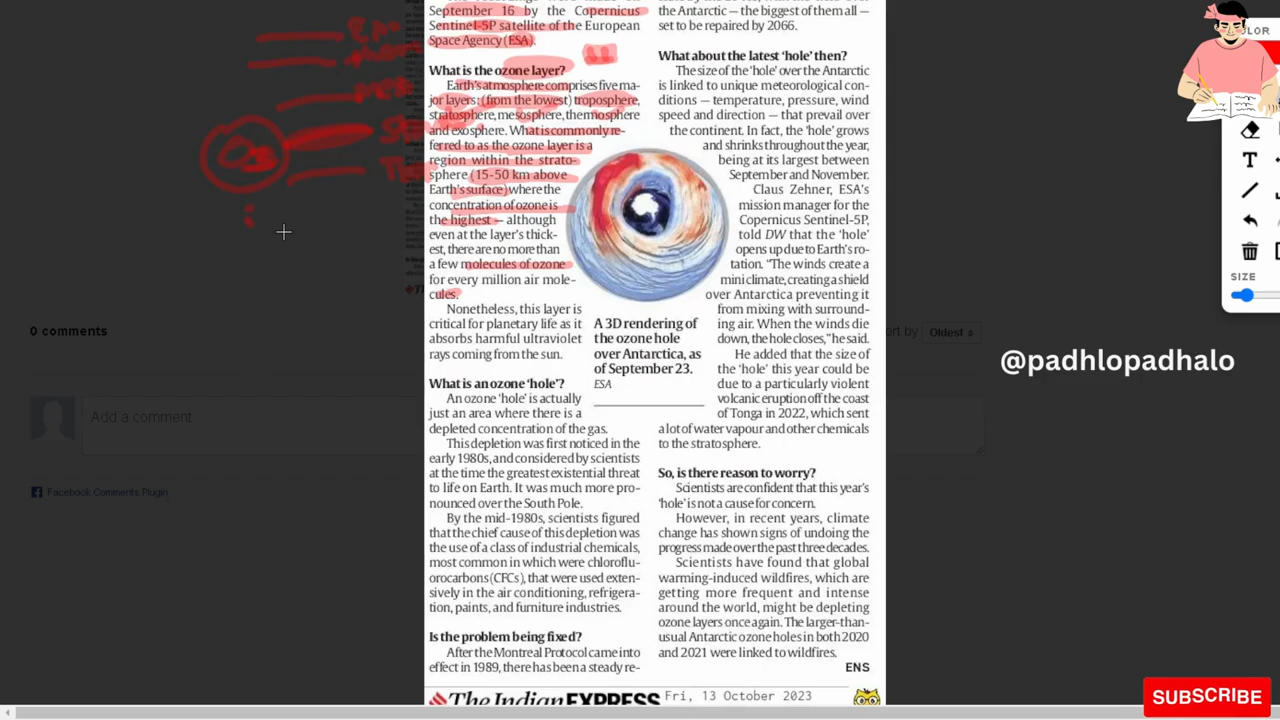 September 16 by the Copernicus
Sentinel-5P satellite of the European
Space Agency (ESA).
What is the ozone layer?
Earth's atmosphere comprises five ma-
jor layers: (from the lowest) troposphere,
stratosphere, mesosphere, thermosphere
and exosphere. What is commonly re-
ferred to as the ozone layer is a
region within the strato-
sphere (15-50 km above
Earth's surface) where the
concentration of ozone is
the highest — although
even at the layer's thick-
est, there are no more than
a few molecules of ozone
for every million air mole-
cules.
Nonetheless, this layer is
critical for planetary life as it
absorbs harmful ultraviolet
rays coming from the sun.
What is an ozone 'hole'?
An ozone 'hole' is actually
just an area where there is a
depleted concentration of the gas.
This depletion was first noticed in the
early 1980s, and considered by scientists
at the time the greatest existential threat
to life on Earth. It was much more pro-
nounced over the South Pole.
By the mid-1980s, scientists figured
that the chief cause of this depletion was
the use of a class of industrial chemicals,
most common in which were chloroflu-
orocarbons (CFCs), that were used exten-
sively in the air conditioning, refrigera-
tion, paints, and furniture industries.
Is the problem being fixed?
After the Montreal Protocol came into
effect in 1989, there has been a steady re-
A 3D rendering of
the ozone hole
over Antarctica, as
of September 23.
ESA
the Antarctic, the biggest of them all —
set to be repaired by 2066.
What about the latest 'hole' then?
The size of the 'hole' over the Antarctic
is linked to unique meteorological con-
ditions — temperature, pressure, wind
speed and direction — that prevail over
the continent. In fact, the 'hole' grows
and shrinks throughout the year,
being at its largest between
September and November.
Claus Zehner, ESA's
mission manager for the
Copernicus Sentinel-5P,
told DW that the 'hole'
opens up due to Earth's ro-
tation. "The winds create a
mini climate, creating a shield
over Antarctica preventing it
from mixing with surround-
ing air. When the winds die
down, the hole closes," he said.
He added that the size of
the 'hole' this year could be
due to a particularly violent
volcanic eruption off the coast
of Tonga in 2022, which sent
a lot of water vapour and other chemicals
to the stratosphere.
So, is there reason to worry?
Scientists are confident that this year's
'hole' is not a cause for concern.
However, in recent years, climate
change has shown signs of undoing the
progress made over the past three decades.
Scientists have found that global
warming-induced wildfires, which are
getting more frequent and intense
around the world, might be depleting
ozone layers once again. The larger-than-
usual Antarctic ozone holes in both 2020
and 2021 were linked to wildfires.
ENS
The Indian EXPRESS Fri, 13 October 2023
0 comments
ort by Oldest
Add a comment
Facebook Comments Plugin
OLOR
T
SIZE
@padhlopadhalo
SUBSCRIBE